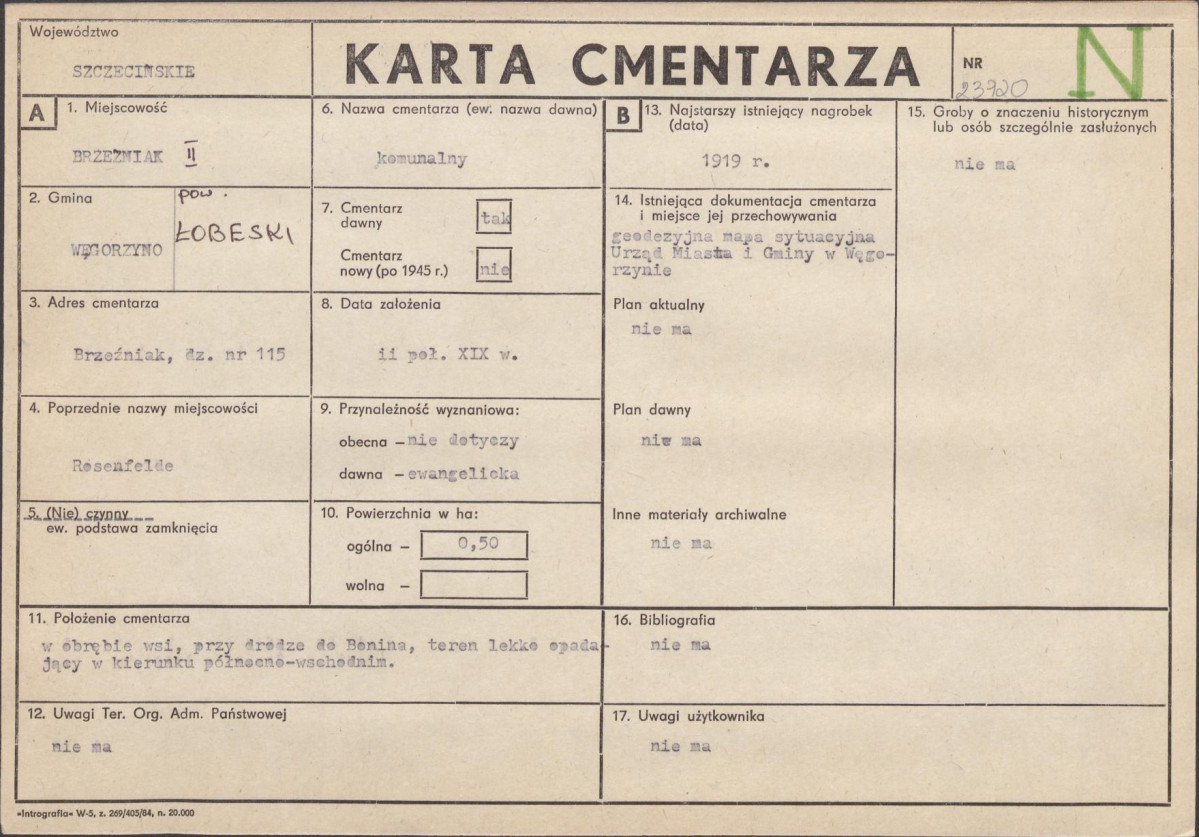 Województwo
SZCZECIŃSKIE
KARTA CMENTARZA
NR
23920
N
A
1. Miejscowość
BRZEŹNIAK II
2. Gmina
WĘGORZYNO
pow.
ŁOBESKI
3. Adres cmentarza
Brzeźniak, dz. nr 115
4. Poprzednie nazwy miejscowości
Rosenfelde
5. (Nie) czynny
ew. podstawa zamknięcia
6. Nazwa cmentarza (ew. nazwa dawna)
komunalny
7. Cmentarz
dawny
tak
Cmentarz
nowy (po 1945 r.)
nie
8. Data założenia
ii poł. XIX w.
9. Przynależność wyznaniowa:
obecna – nie dotyczy
dawna – ewangelicka
10. Powierzchnia w ha:
ogólna – 0,50
wolna –
B
13. Najstarszy istniejący nagrobek
(data)
1919 r.
14. Istniejąca dokumentacja cmentarza
i miejsce jej przechowywania
geodezyjna mapa sytuacyjna
Urząd Miasta i Gminy w Węgo-
rzynie
Plan aktualny
nie ma
Plan dawny
nie ma
Inne materiały archiwalne
nie ma
15. Groby o znaczeniu historycznym
lub osób szczególnie zasłużonych
nie ma
11. Położenie cmentarza
w obrębie wsi, przy drodze do Bonina, teren lekko opada-
jący w kierunku północno-wschodnim.
12. Uwagi Ter. Org. Adm. Państwowej
nie ma
16. Bibliografia
nie ma
17. Uwagi użytkownika
nie ma
»Intrografia« W-5, z. 269/405/84, n. 20.000